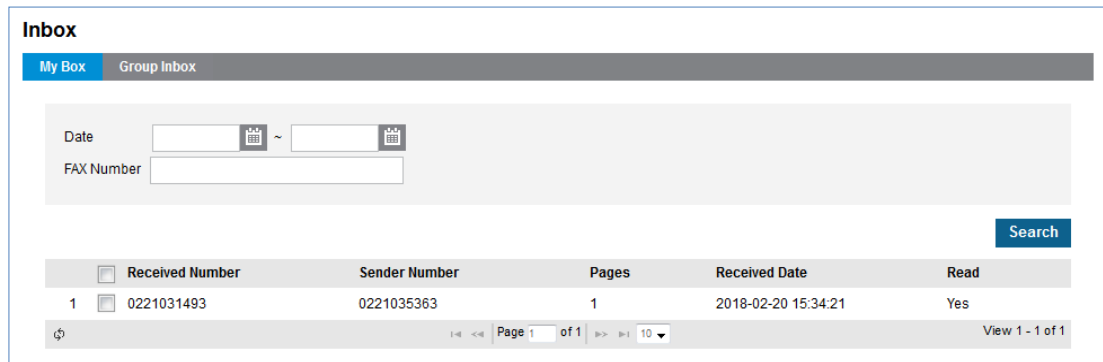 Inbox
My Box Group Inbox
Date ~
FAX Number
Search
Received Number Sender Number Pages Received Date Read
1 0221031493 0221035363 1 2018-02-20 15:34:21 Yes
Page 1 of 1 10 View 1 - 1 of 1